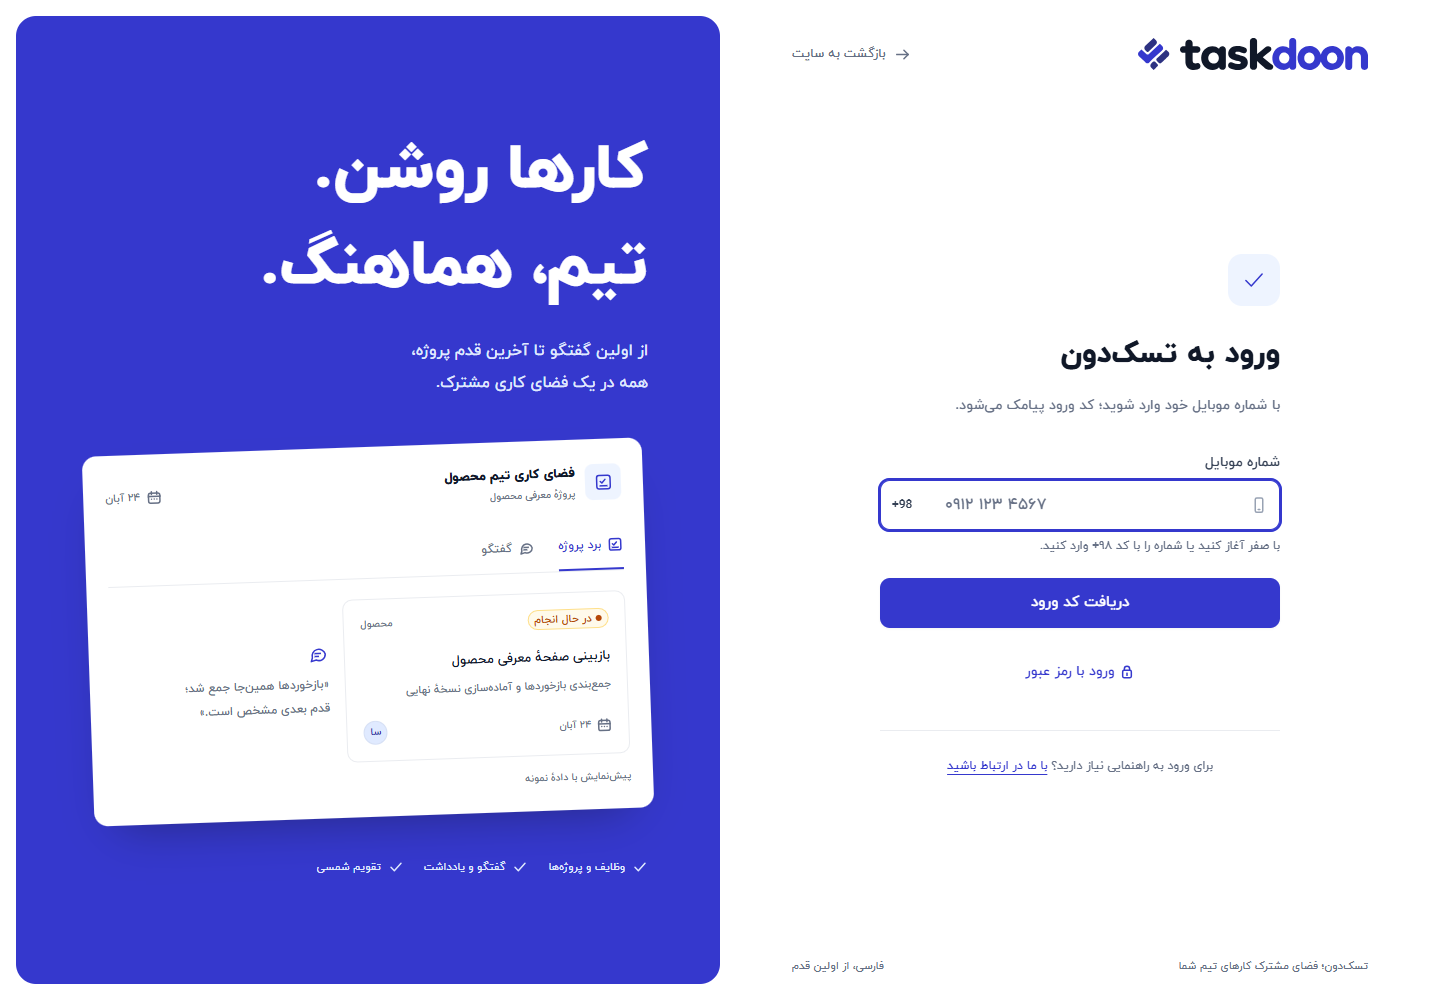 taskdoon
بازگشت به سایت
ورود به تسک‌دون
با شماره موبایل خود وارد شوید؛ کد ورود پیامک می‌شود.
شماره موبایل
۰۹۱۲ ۱۲۳ ۴۵۶۷
+98
با صفر آغاز کنید یا شماره را با کد ۹۸+ وارد کنید.
دریافت کد ورود
ورود با رمز عبور
برای ورود به راهنمایی نیاز دارید؟ با ما در ارتباط باشید
تسک‌دون؛ فضای مشترک کارهای تیم شما
فارسی، از اولین قدم
کارها روشن.
تیم، هماهنگ.
از اولین گفتگو تا آخرین قدم پروژه،
همه در یک فضای کاری مشترک.
فضای کاری تیم محصول
پروژهٔ معرفی محصول
۲۴ آبان
برد پروژه
گفتگو
در حال انجام
محصول
بازبینی صفحهٔ معرفی محصول
جمع‌بندی بازخوردها و آماده‌سازی نسخهٔ نهایی
۲۴ آبان
سا
«بازخوردها همین‌جا جمع شد؛
قدم بعدی مشخص است.»
پیش‌نمایش با دادهٔ نمونه
وظایف و پروژه‌ها
گفتگو و یادداشت
تقویم شمسی